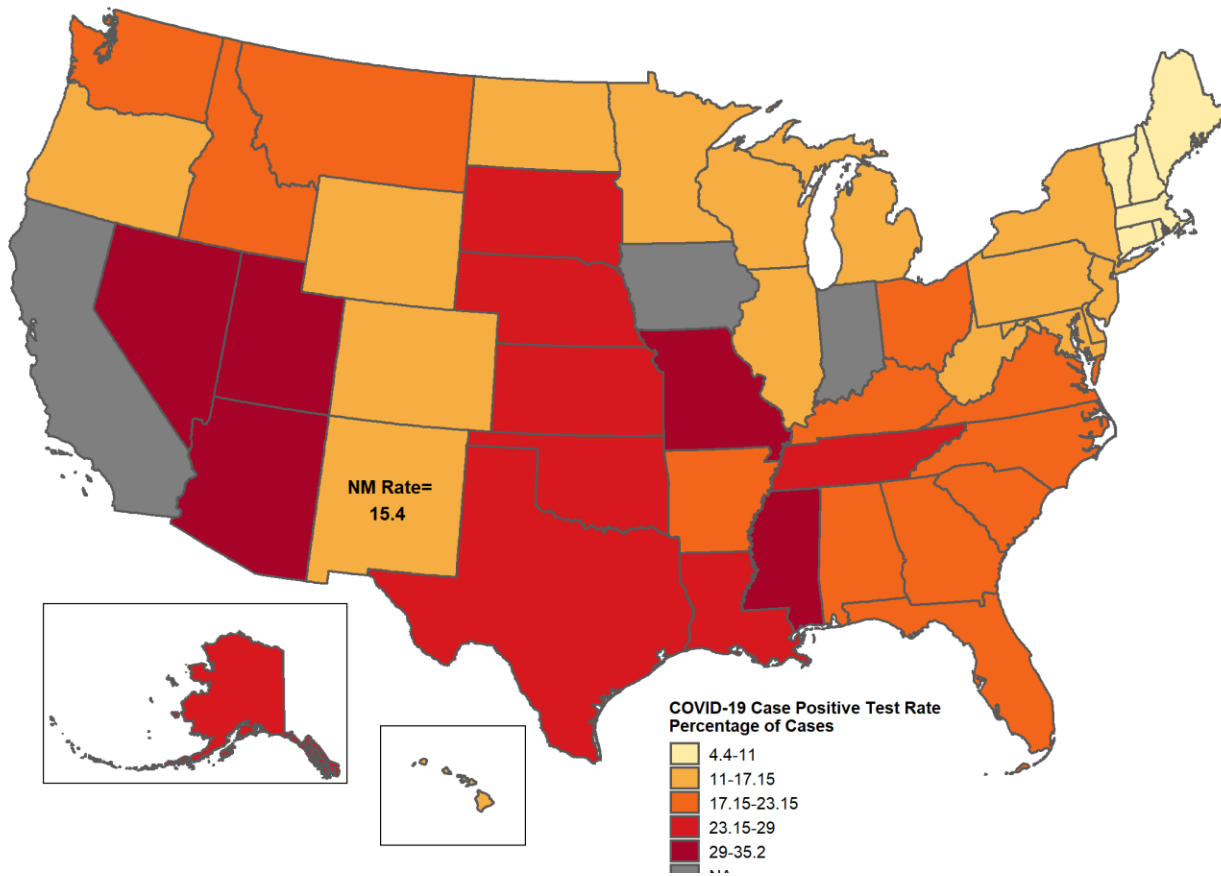 NM Rate=
15.4
COVID-19 Case Positive Test Rate
Percentage of Cases
4.4-11
11-17.15
17.15-23.15
23.15-29
29-35.2
NA